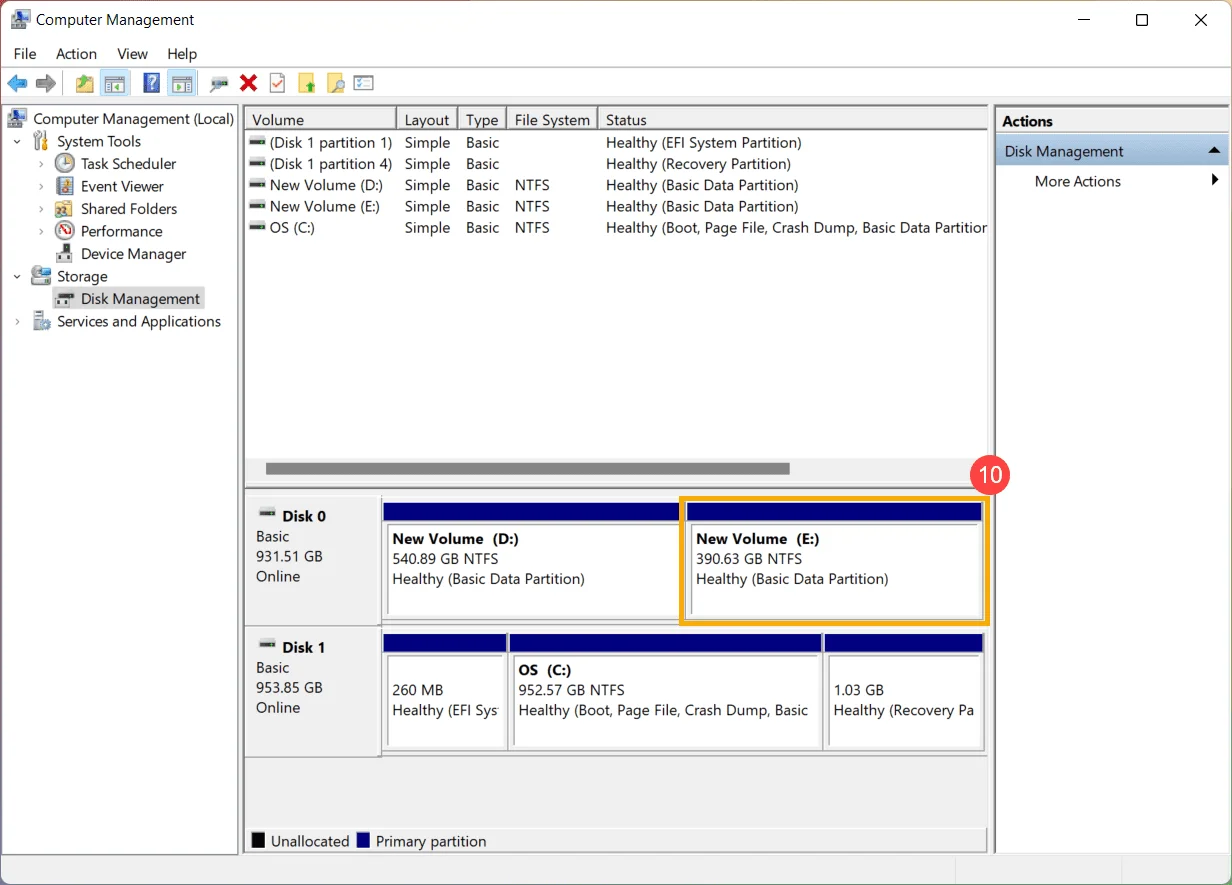 Computer Management
File Action View Help
Computer Management (Local)
System Tools
Task Scheduler
Event Viewer
Shared Folders
Performance
Device Manager
Storage
Disk Management
Services and Applications
Volume Layout Type File System Status
(Disk 1 partition 1) Simple Basic Healthy (EFI System Partition)
(Disk 1 partition 4) Simple Basic Healthy (Recovery Partition)
New Volume (D:) Simple Basic NTFS Healthy (Basic Data Partition)
New Volume (E:) Simple Basic NTFS Healthy (Basic Data Partition)
OS (C:) Simple Basic NTFS Healthy (Boot, Page File, Crash Dump, Basic Data Partition
Actions
Disk Management
More Actions
10
Disk 0
Basic
931.51 GB
Online
New Volume (D:)
540.89 GB NTFS
Healthy (Basic Data Partition)
New Volume (E:)
390.63 GB NTFS
Healthy (Basic Data Partition)
Disk 1
Basic
953.85 GB
Online
260 MB
Healthy (EFI Sys
OS (C:)
952.57 GB NTFS
Healthy (Boot, Page File, Crash Dump, Basic
1.03 GB
Healthy (Recovery Pa
Unallocated Primary partition